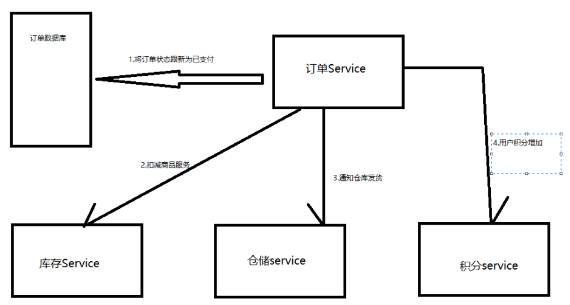 订单数据库
1.将订单状态跟新为已支付
订单Service
4.用户积分增加
2.扣减商品服务
3.通知仓库发货
库存Service
仓储service
积分service